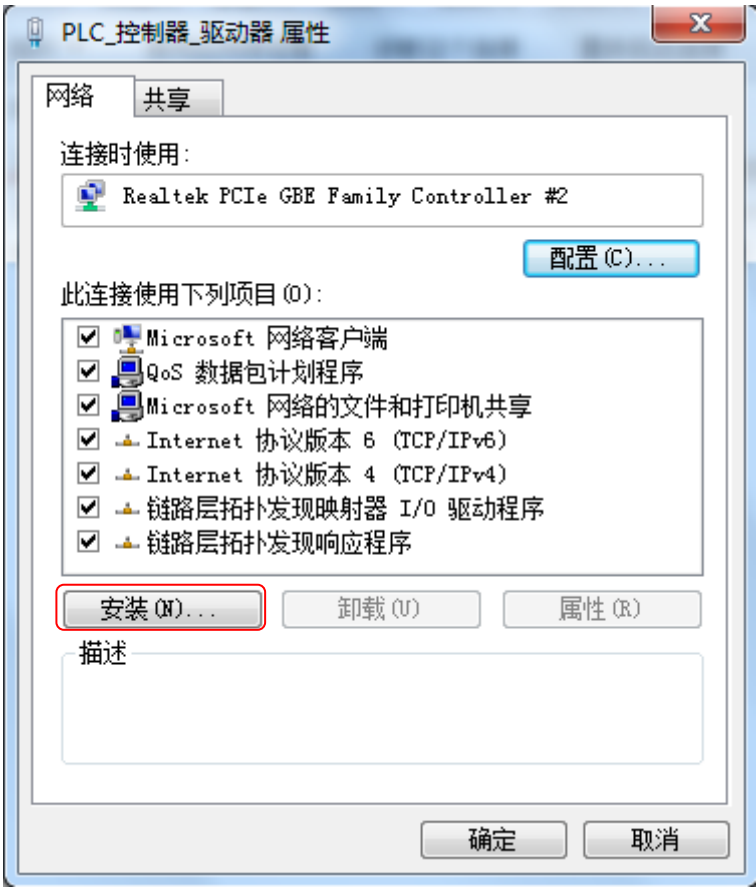 PLC_控制器_驱动器 属性
网络 共享
连接时使用:
Realtek PCIe GBE Family Controller #2
配置(C)...
此连接使用下列项目(O):
Microsoft 网络客户端
QoS 数据包计划程序
Microsoft 网络的文件和打印机共享
Internet 协议版本 6 (TCP/IPv6)
Internet 协议版本 4 (TCP/IPv4)
链路层拓扑发现映射器 I/O 驱动程序
链路层拓扑发现响应程序
安装(N)... 卸载(U) 属性(R)
描述
确定 取消